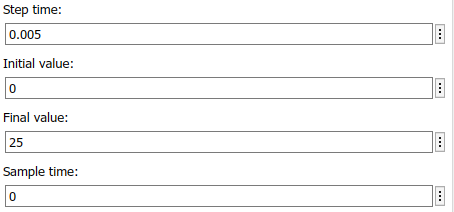 Step time:
0.005
Initial value:
0
Final value:
25
Sample time:
0